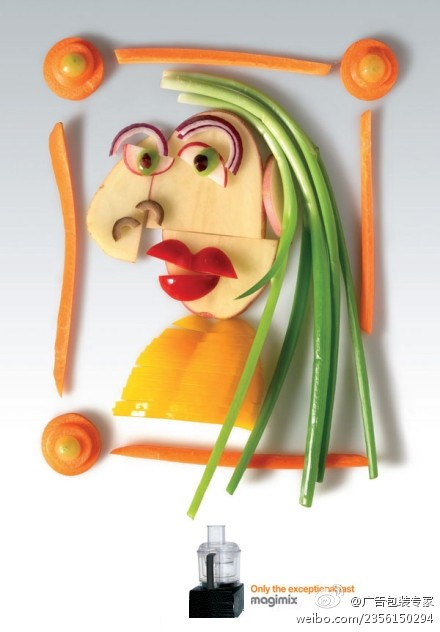 Only the exceptional last
magimix
@广告包装专家
weibo.com/2356150294